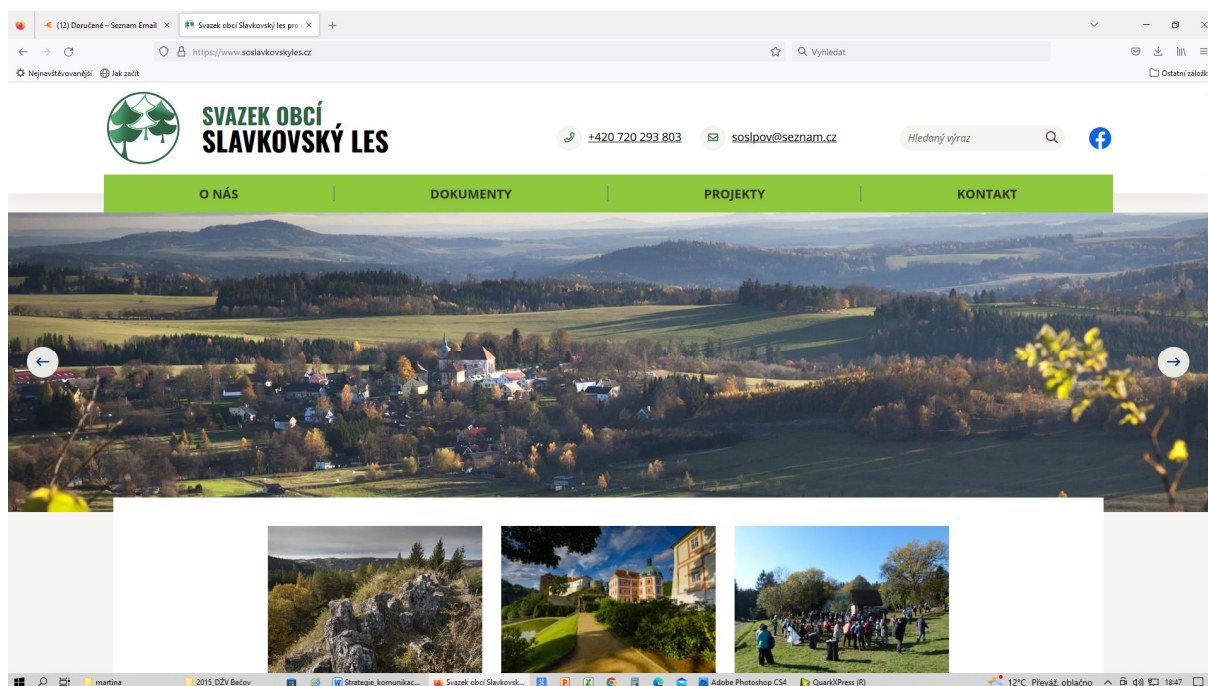 (12) Doručené – Seznam Email
Svazek obcí Slavkovský les pro
https://www.soslavkovskyles.cz
Vyhledat
Nejnavštěvovanější
Jak začít
Ostatní záložk
SVAZEK OBCÍ
SLAVKOVSKÝ LES
+420 720 293 803
soslpov@seznam.cz
Hledaný výraz
O NÁS
DOKUMENTY
PROJEKTY
KONTAKT
martina
2015_DŽV Bečov
Strategie_komunikac...
Svazek obcí Slavkovsk...
Adobe Photoshop CS4
QuarkXPress (R)
12°C Převáž. oblačno
18:47